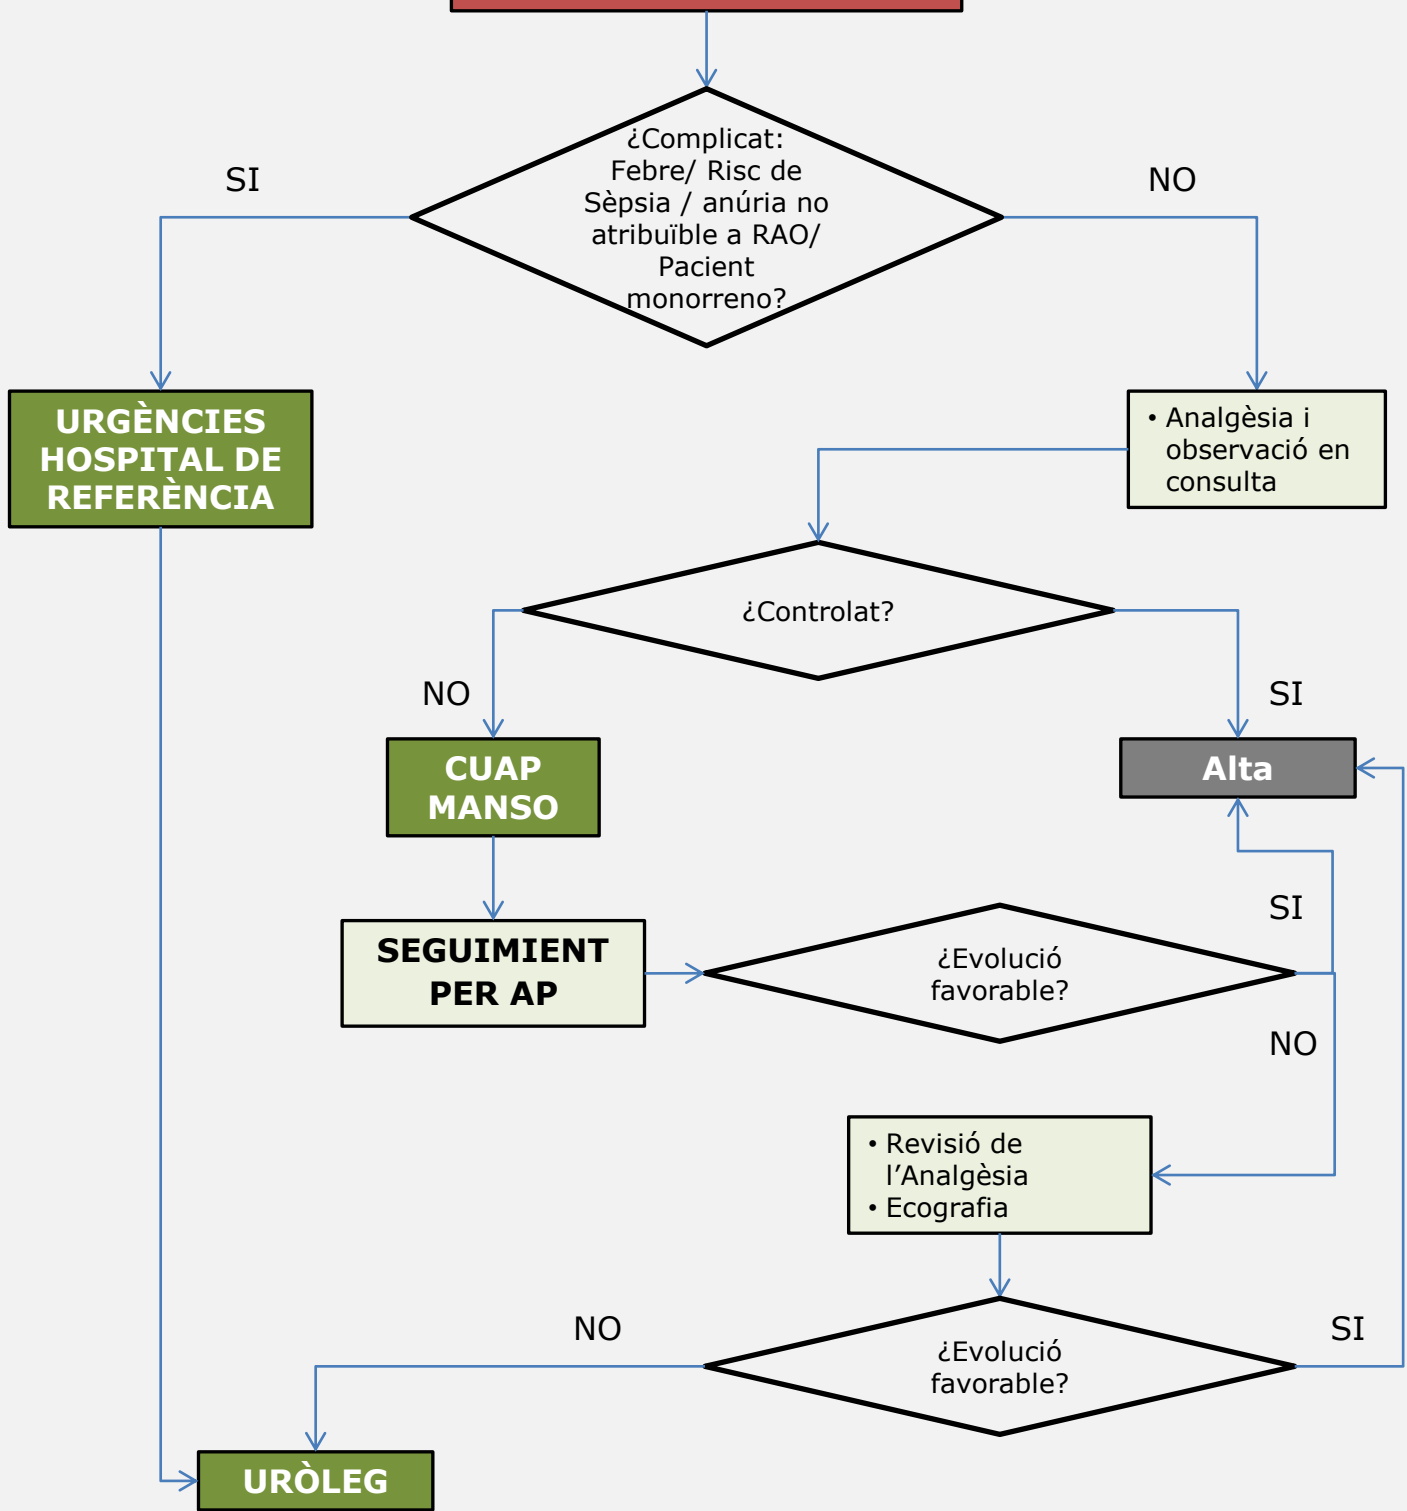 ¿Complicat:
Febre/ Risc de
Sèpsia / anúria no
atribuïble a RAO/
Pacient
monorreno?
SI
NO
URGÈNCIES
HOSPITAL DE
REFERÈNCIA
• Analgèsia i
observació en
consulta
¿Controlat?
NO
SI
CUAP
MANSO
Alta
SEGUIMIENT
PER AP
¿Evolució
favorable?
SI
NO
• Revisió de
l’Analgèsia
• Ecografia
¿Evolució
favorable?
NO
SI
URÒLEG